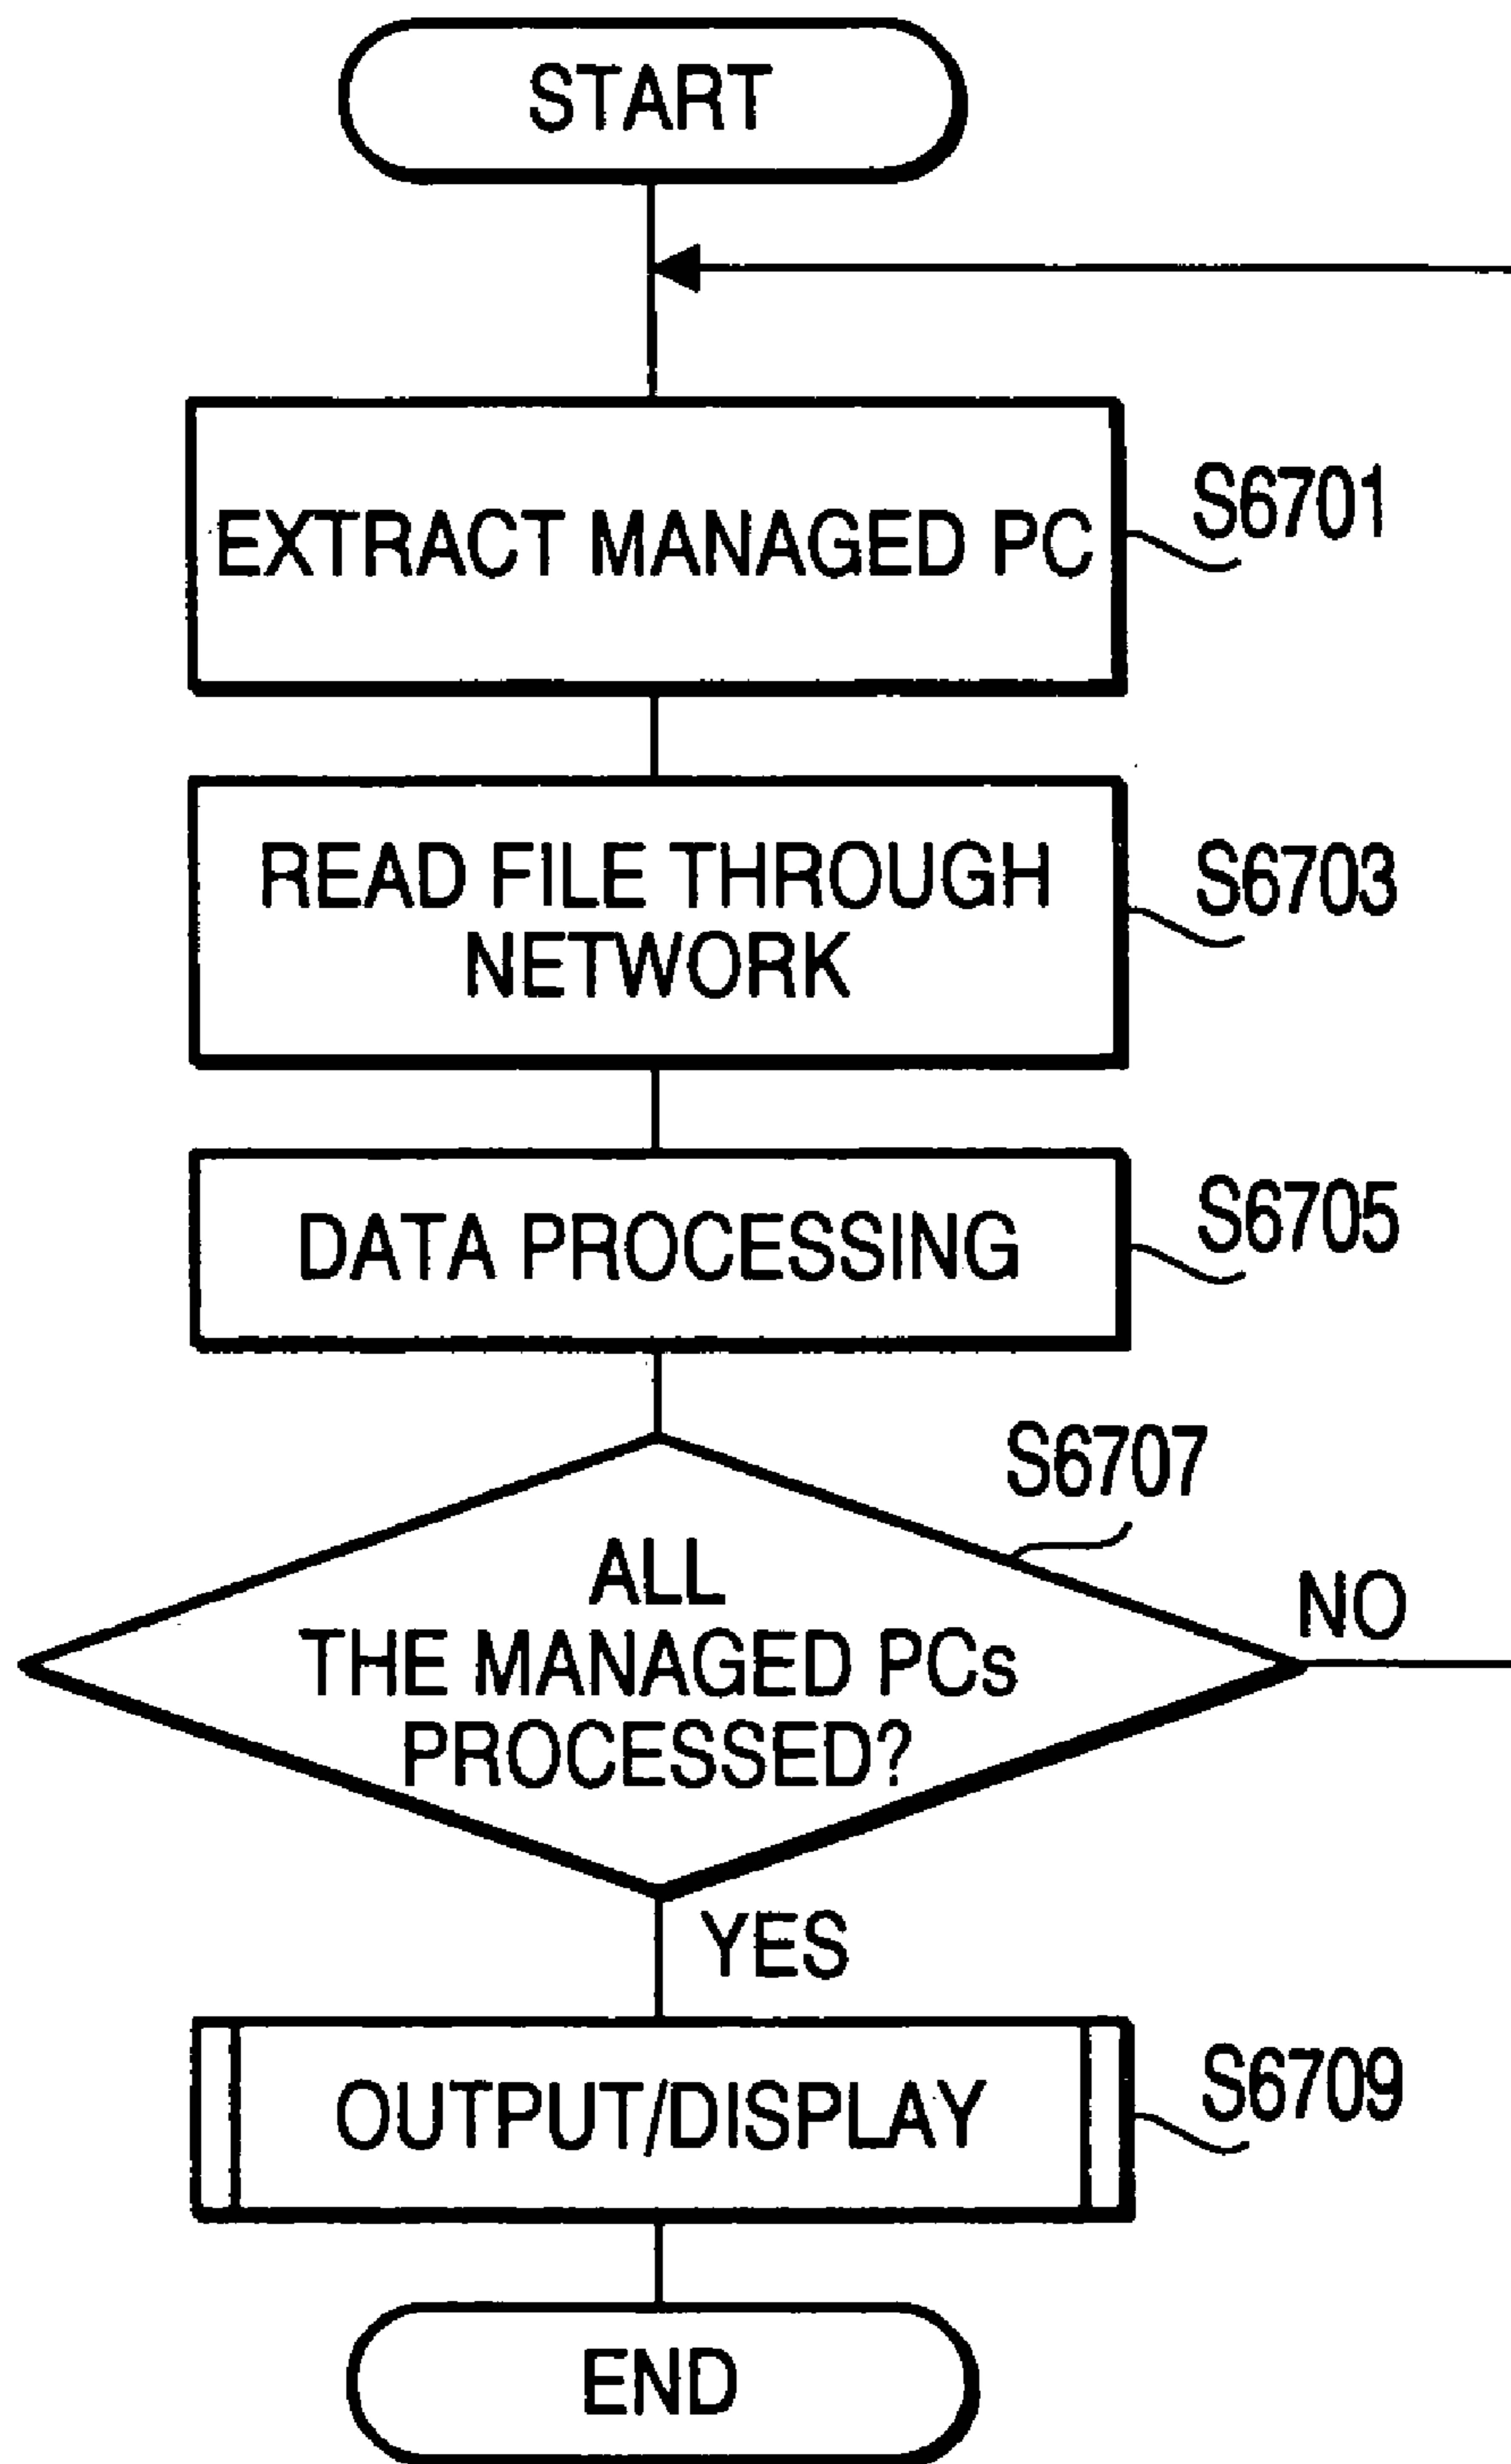 START
EXTRACT MANAGED PC
S6701
READ FILE THROUGH
NETWORK
S6703
DATA PROCESSING
S6705
S6707
ALL
THE MANAGED PCs
PROCESSED?
NO
YES
OUTPUT/DISPLAY
S6709
END